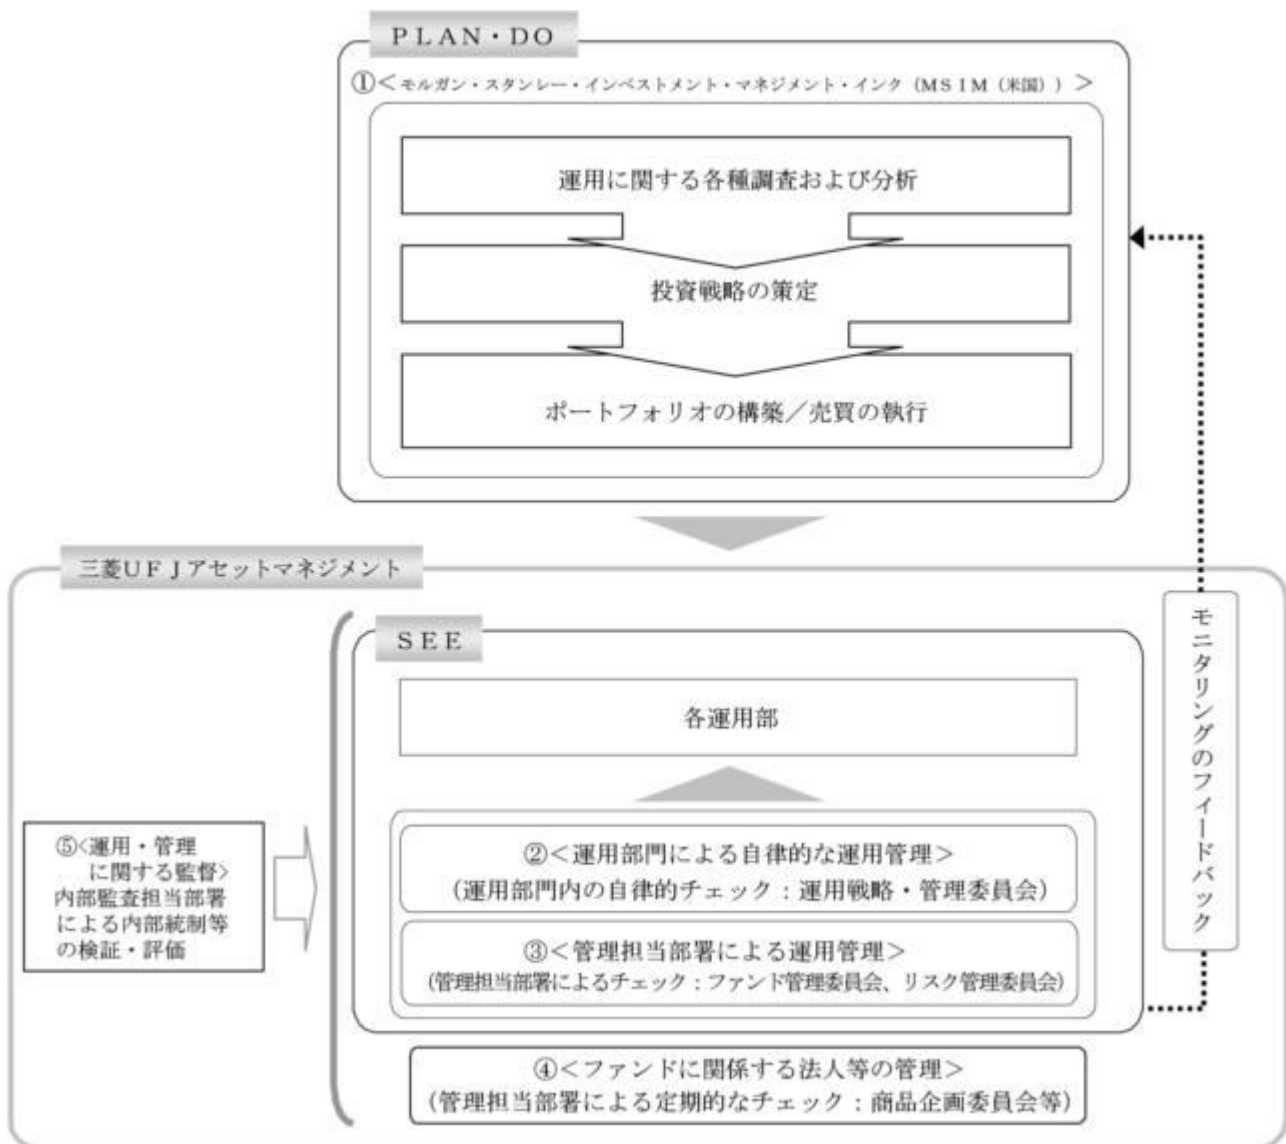 ＰＬＡＮ・ＤＯ
①＜モルガン・スタンレー・インベストメント・マネジメント・インク（ＭＳＩＭ（米国））＞
運用に関する各種調査および分析
投資戦略の策定
ポートフォリオの構築／売買の執行
三菱ＵＦＪアセットマネジメント
ＳＥＥ
各運用部
②＜運用部門による自律的な運用管理＞
（運用部門内の自律的チェック：運用戦略・管理委員会）
③＜管理担当部署による運用管理＞
（管理担当部署によるチェック：ファンド管理委員会、リスク管理委員会）
④＜ファンドに関係する法人等の管理＞
（管理担当部署による定期的なチェック：商品企画委員会等）
⑤<運用・管理
に関する監督>
内部監査担当部署
による内部統制等
の検証・評価
モニタリングのフィードバック